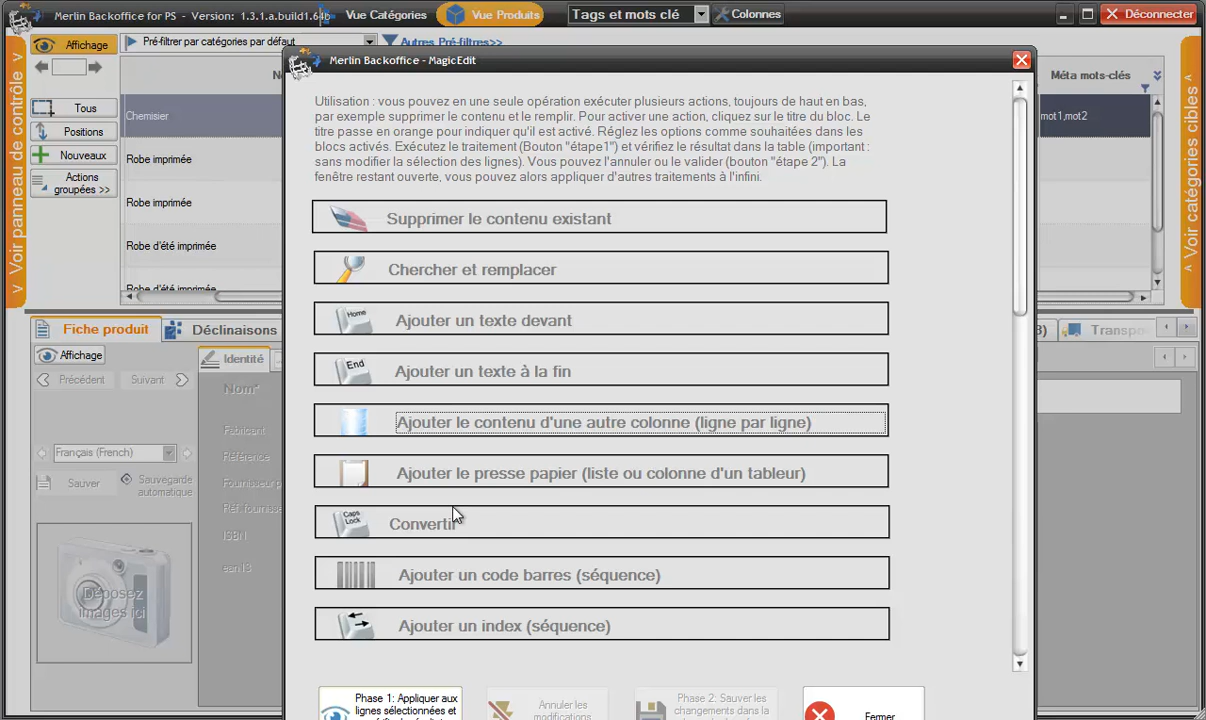 Merlin Backoffice for PS - Version: 1.3.1.a.build1.64b
Vue Catégories
Vue Produits
Tags et mots clé
Colonnes
Déconnecter
Voir panneau de contrôle
Affichage
Pré-filtrer par catégories par défaut
Autres Pré-filtres>>
Tous
Positions
Nouveaux
Actions
groupées >>
Méta mots-clés
Chemisier
mot1,mot2
Robe imprimée
Robe imprimée
Robe d'été imprimée
Robe d'été imprimée
Voir catégories cibles
Merlin Backoffice - MagicEdit
Utilisation : vous pouvez en une seule opération exécuter plusieurs actions, toujours de haut en bas,
par exemple supprimer le contenu et le remplir. Pour activer une action, cliquez sur le titre du bloc. Le
titre passe en orange pour indiquer qu'il est activé. Réglez les options comme souhaitées dans les
blocs activés. Exécutez le traitement (Bouton "étape1") et vérifiez le résultat dans la table (important :
sans modifier la sélection des lignes). Vous pouvez l'annuler ou le valider (bouton "étape 2"). La
fenêtre restant ouverte, vous pouvez alors appliquer d'autres traitements à l'infini.
Supprimer le contenu existant
Chercher et remplacer
Home
Ajouter un texte devant
End
Ajouter un texte à la fin
Ajouter le contenu d'une autre colonne (ligne par ligne)
Ajouter le presse papier (liste ou colonne d'un tableur)
Caps
Lock
Convertir
Ajouter un code barres (séquence)
Ajouter un index (séquence)
Phase 1: Appliquer aux
lignes sélectionnées et
Annuler les
modifications
Phase 2: Sauver les
changements dans la
Fermer
Fiche produit
Déclinaisons
Transpo
Affichage
Précédent
Suivant
Français (French)
Sauver
Sauvegarde
automatique
Déposez
images ici
Identité
Nom*
Fabricant
Référence
Fournisseur
Réf. fournisse
ISBN
ean13